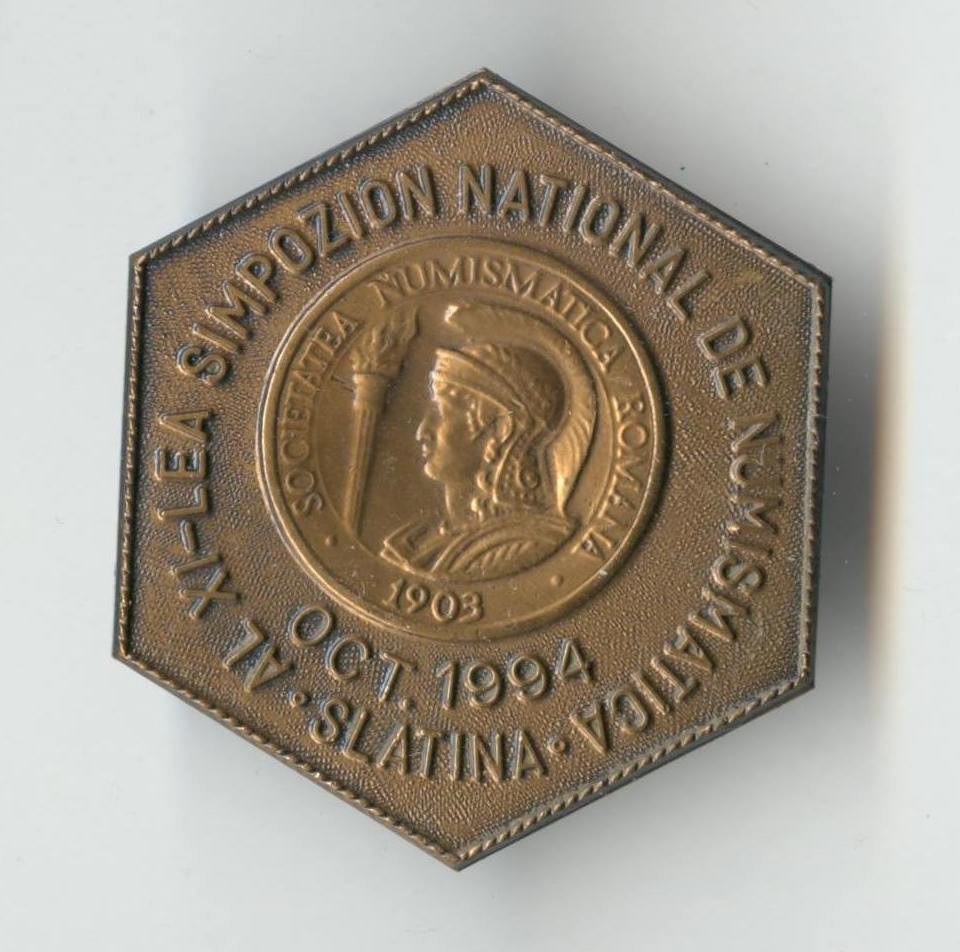 AL XI-LEA SIMPOZION NATIONAL DE NUMISMATICA
• SLATINA •
OCT. 1994
SOCIETATEA NUMISMATICA ROMANA
• 1903 •